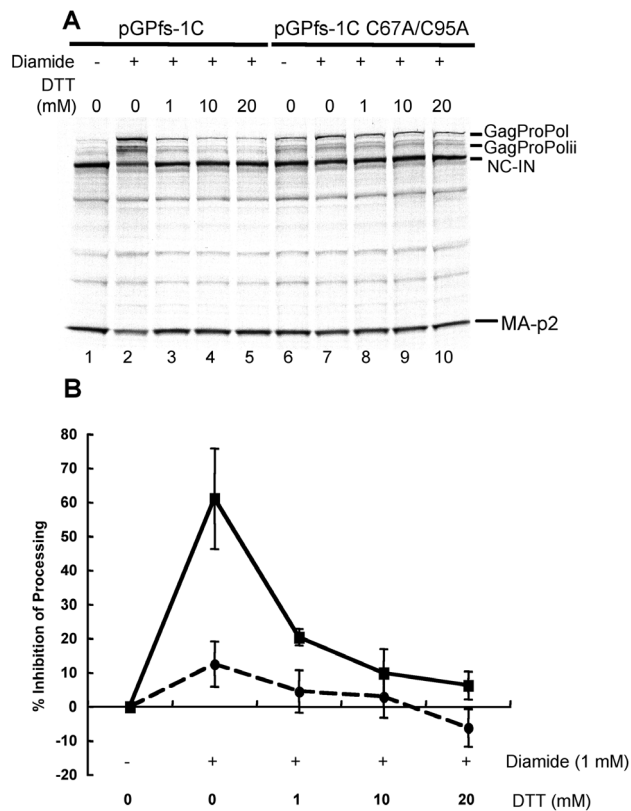 A
pGPfs-1C pGPfs-1C C67A/C95A
Diamide - + + + + - + + + +
DTT
(mM) 0 0 1 10 20 0 0 1 10 20
GagProPol
GagProPolii
NC-IN
MA-p2
1 2 3 4 5 6 7 8 9 10
B
80
70
60
50
40
30
20
10
0
-10
-20
% Inhibition of Processing
- + + + + Diamide (1 mM)
0 0 1 10 20 DTT (mM)